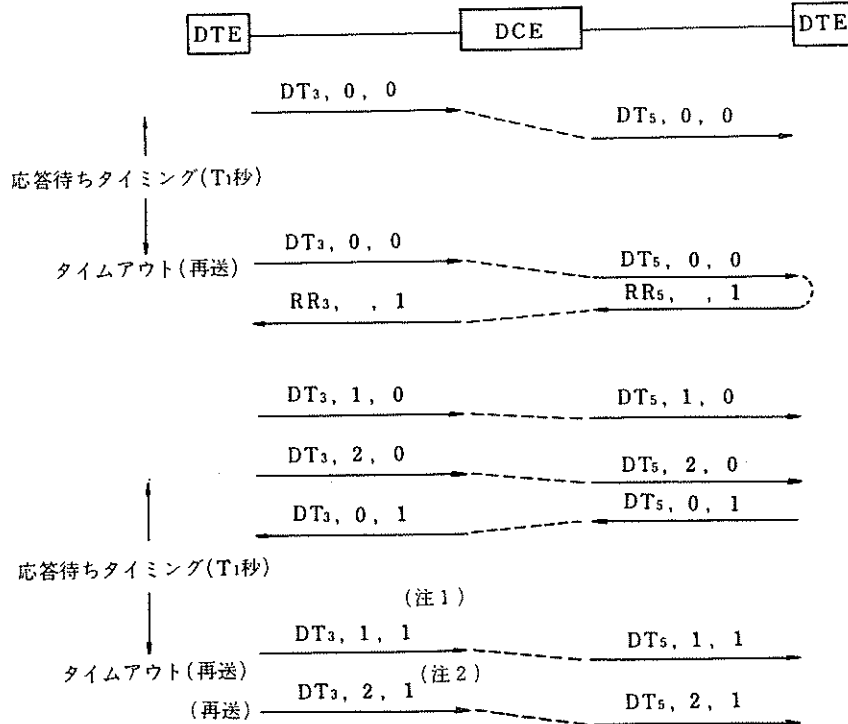 DTE DCE DTE
DT3, 0, 0
DT5, 0, 0
応答待ちタイミング(T1秒)
DT3, 0, 0
DT5, 0, 0
タイムアウト(再送)
RR3, , 1
RR5, , 1
DT3, 1, 0
DT5, 1, 0
DT3, 2, 0
DT5, 2, 0
DT3, 0, 1
DT5, 0, 1
応答待ちタイミング(T1秒)
(注1)
DT3, 1, 1
DT5, 1, 1
タイムアウト(再送)
(注2)
(再送)
DT3, 2, 1
DT5, 2, 1